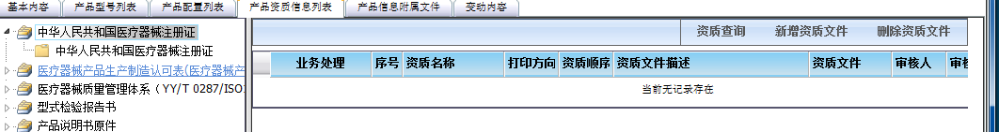 基本内容 产品型号列表 产品配置列表 产品资质信息列表 产品信息附属文件 变动内容
中华人民共和国医疗器械注册证
中华人民共和国医疗器械注册证
医疗器械产品生产制造认可表(医疗器械产
医疗器械质量管理体系（YY/T 0287/ISO
型式检验报告书
产品说明书原件
资质查询 新增资质文件 删除资质文件
业务处理 序号 资质名称 打印方向 资质顺序 资质文件描述 资质文件 审核人 审核
当前无记录存在